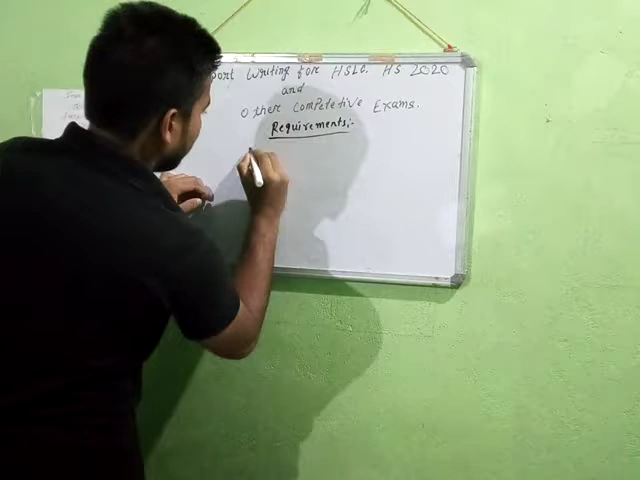 port Writing for HSLC. HS 2020
and
Other Competetive Exams.
Requirements:-